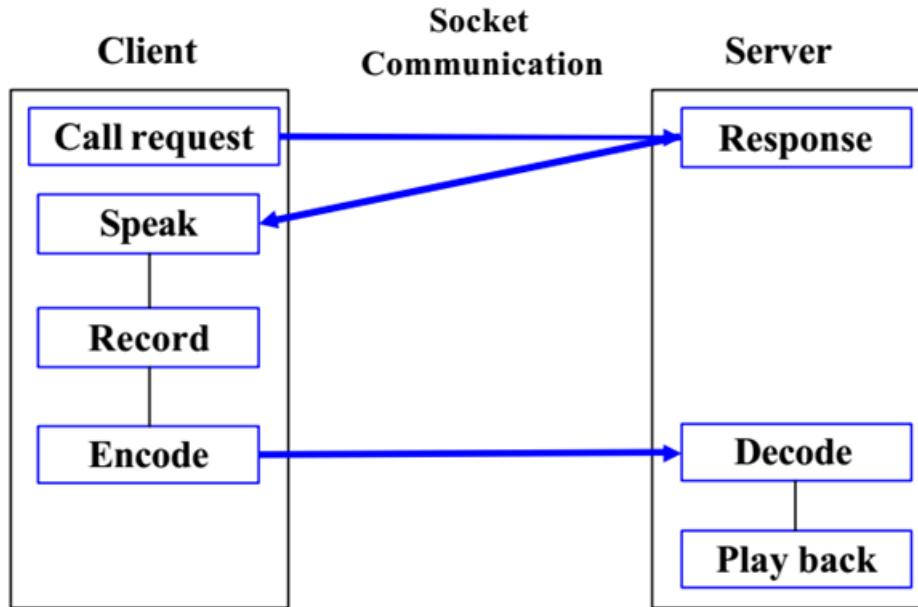 Client
Socket
Communication
Server
Call request
Response
Speak
Record
Encode
Decode
Play back